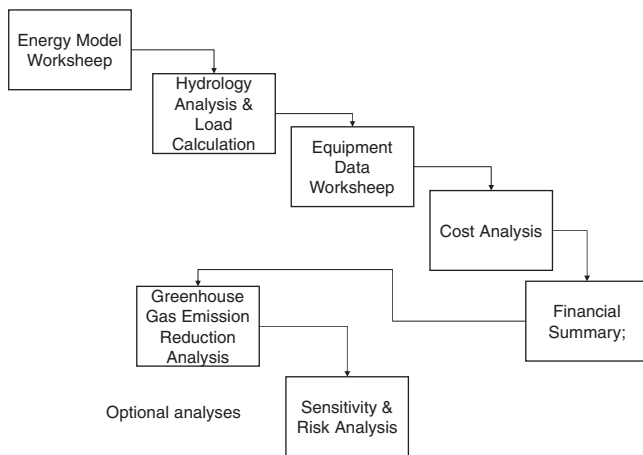 Energy Model
Worksheep
Hydrology
Analysis &
Load
Calculation
Equipment
Data
Worksheep
Cost Analysis
Financial
Summary;
Greenhouse
Gas Emission
Reduction
Analysis
Optional analyses
Sensitivity &
Risk Analysis